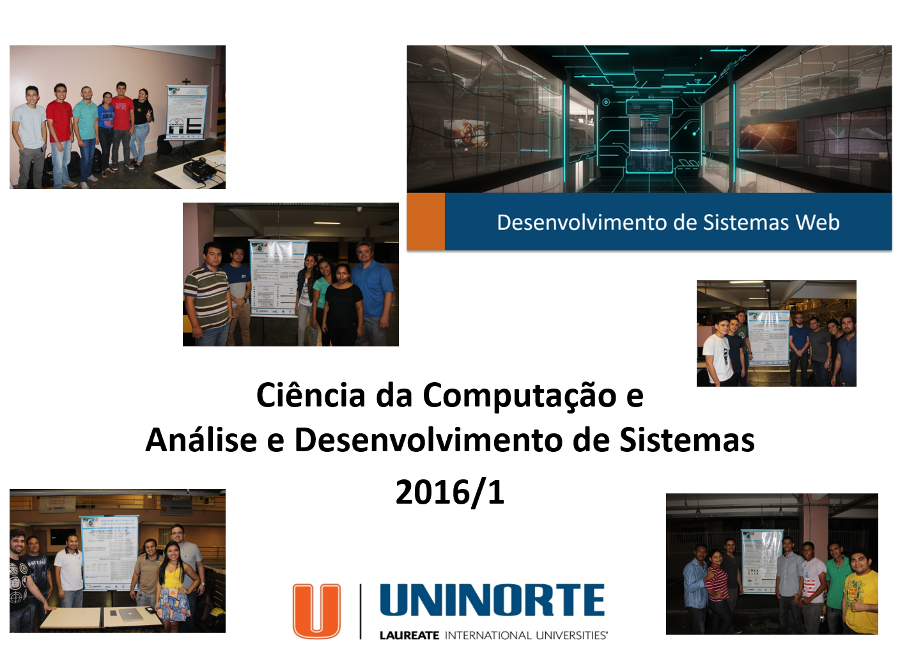 Desenvolvimento de Sistemas Web
Ciência da Computação e
Análise e Desenvolvimento de Sistemas
2016/1
UNINORTE
LAUREATE INTERNATIONAL UNIVERSITIES®